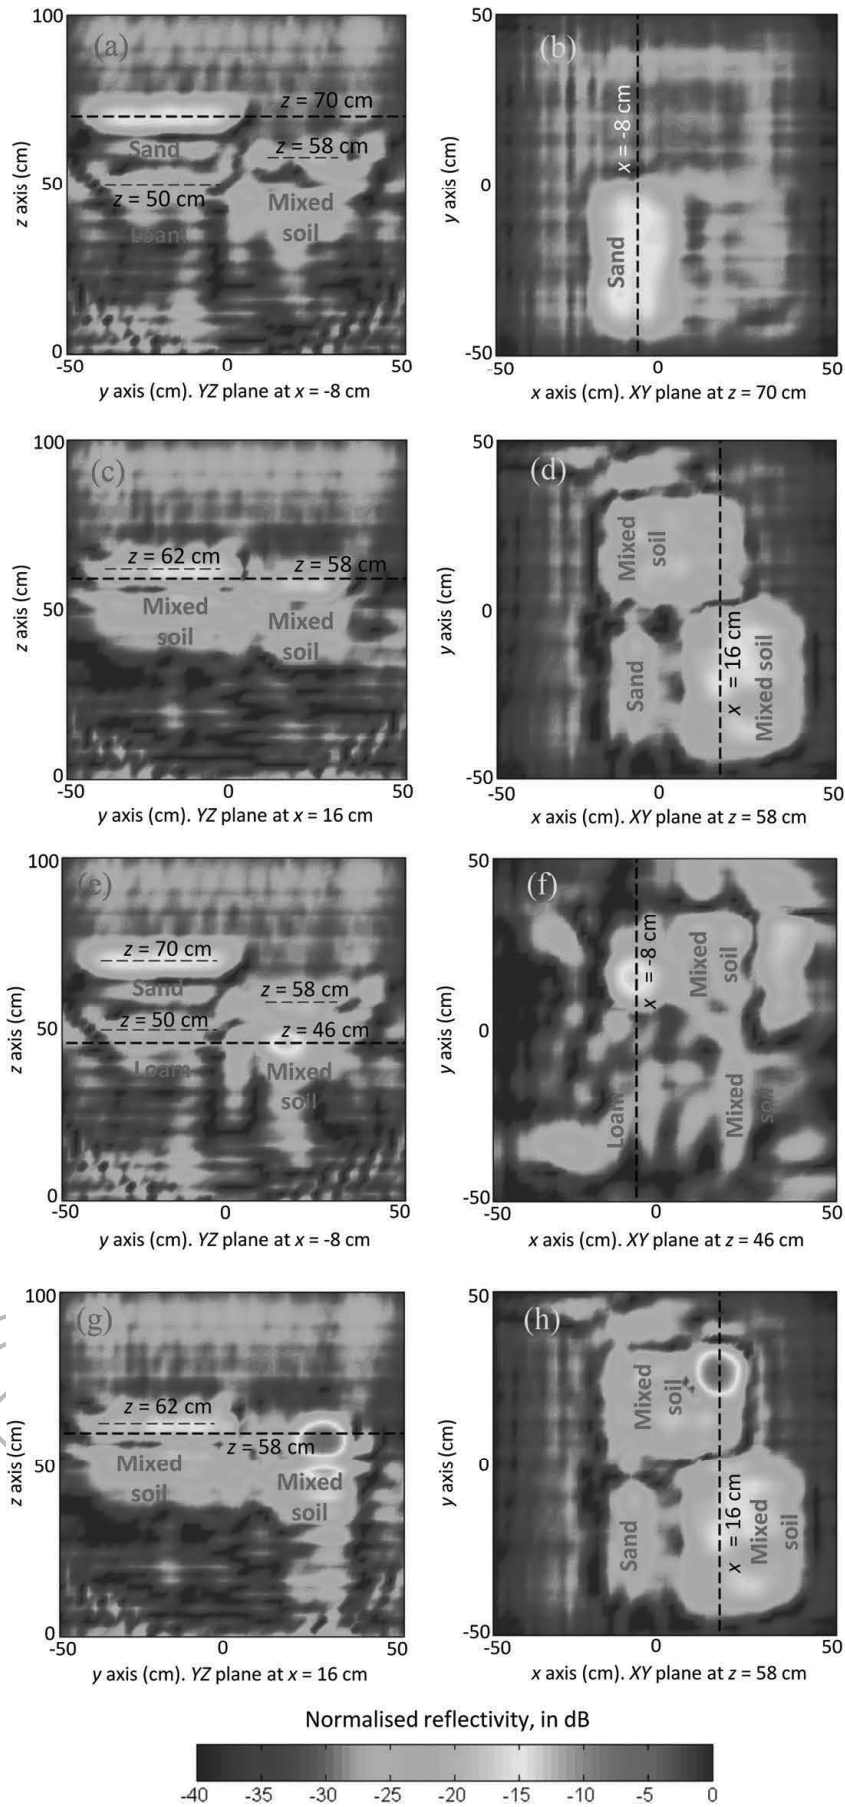 100
(a)
z = 70 cm
Sand
z = 58 cm
50
z = 50 cm
Mixed
soil
Loam
0
-50
0
50
z axis (cm)
y axis (cm). YZ plane at x = -8 cm
50
(b)
x = -8 cm
0
Sand
-50
-50
0
50
y axis (cm)
x axis (cm). XY plane at z = 70 cm
100
(c)
z = 62 cm
z = 58 cm
50
Mixed
soil
Mixed
soil
0
-50
0
50
z axis (cm)
y axis (cm). YZ plane at x = 16 cm
50
(d)
Mixed
soil
0
Sand
x = 16 cm
Mixed soil
-50
-50
0
50
y axis (cm)
x axis (cm). XY plane at z = 58 cm
100
(e)
z = 70 cm
Sand
z = 58 cm
z = 50 cm
50
z = 46 cm
Loam
Mixed
soil
0
-50
0
50
z axis (cm)
y axis (cm). YZ plane at x = -8 cm
50
(f)
x = -8 cm
Mixed
soil
0
Loam
Mixed
soil
-50
-50
0
50
y axis (cm)
x axis (cm). XY plane at z = 46 cm
100
(g)
z = 62 cm
z = 58 cm
50
Mixed
soil
Mixed
soil
0
-50
0
50
z axis (cm)
y axis (cm). YZ plane at x = 16 cm
50
(h)
Mixed
soil
0
Sand
x = 16 cm
Mixed
soil
-50
-50
0
50
y axis (cm)
x axis (cm). XY plane at z = 58 cm
Normalised reflectivity, in dB
-40 -35 -30 -25 -20 -15 -10 -5 0